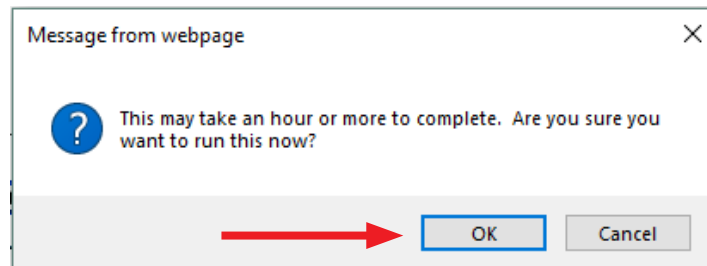 Message from webpage
This may take an hour or more to complete.  Are you sure you
want to run this now?
OK
Cancel